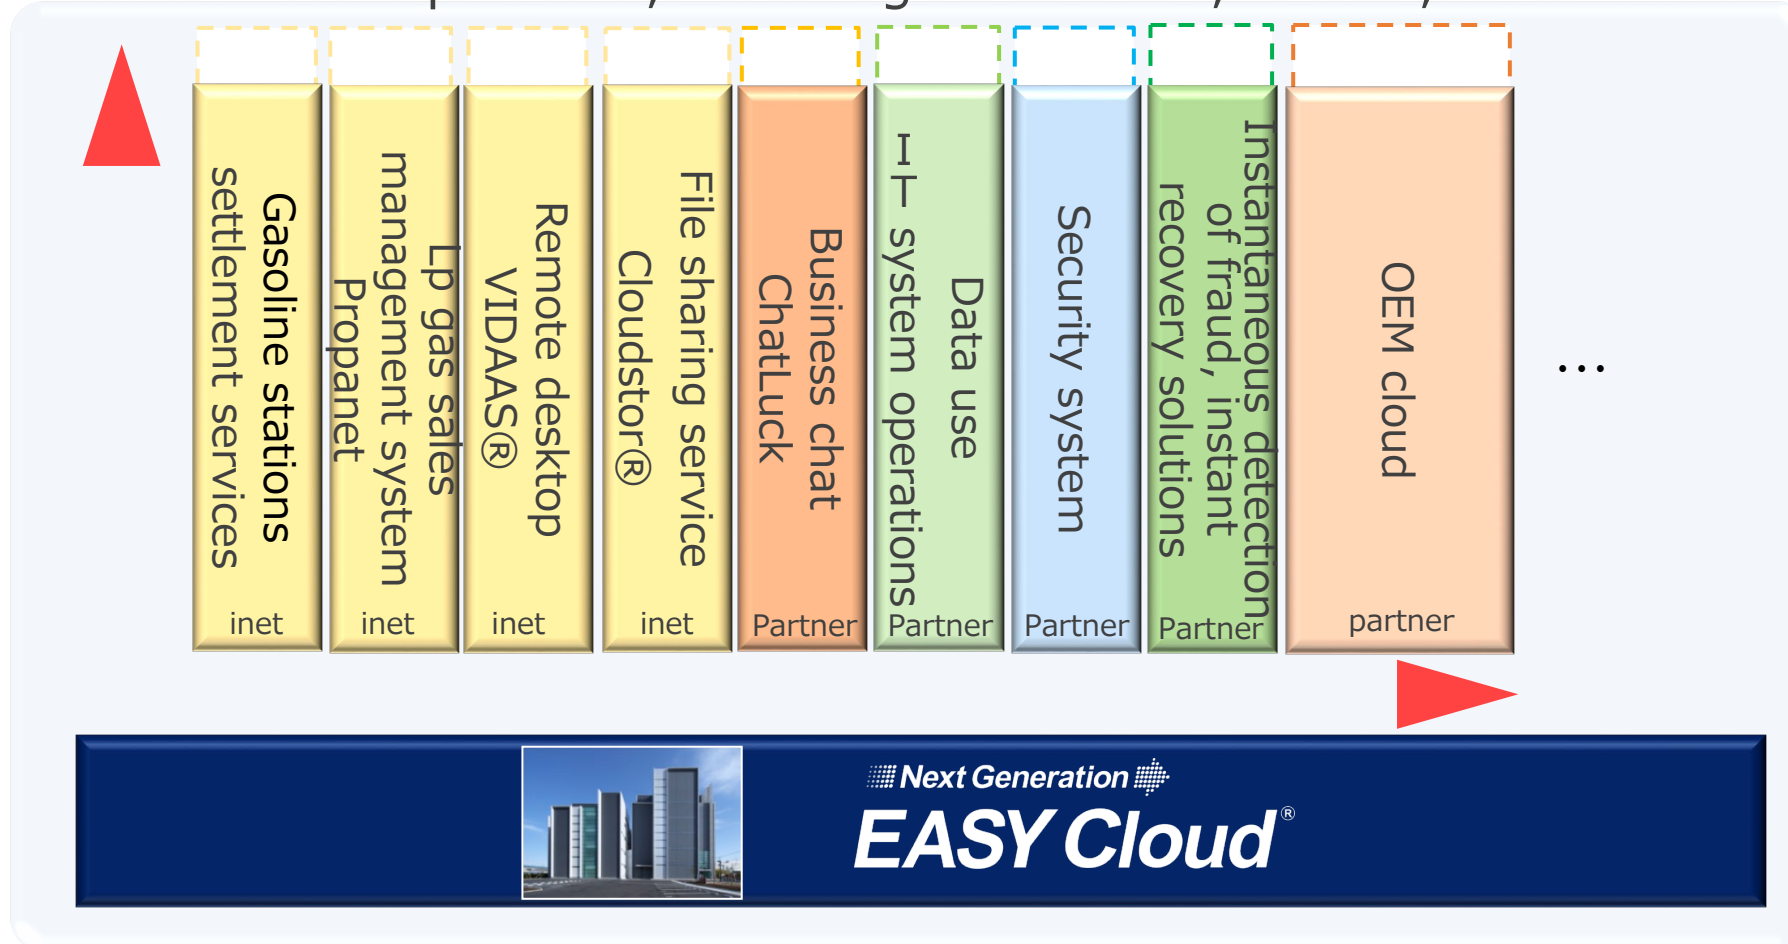 Gasoline stations
settlement services
inet
Lp gas sales
management system
Propanet
inet
Remote desktop
VIDAAS®
inet
File sharing service
Cloudstor®
inet
Business chat
ChatLuck
Partner
Data use
IT system operations
Partner
Security system
Partner
Instantaneous detection
of fraud, instant
recovery solutions
Partner
OEM cloud
partner
...
Next Generation
EASY Cloud®